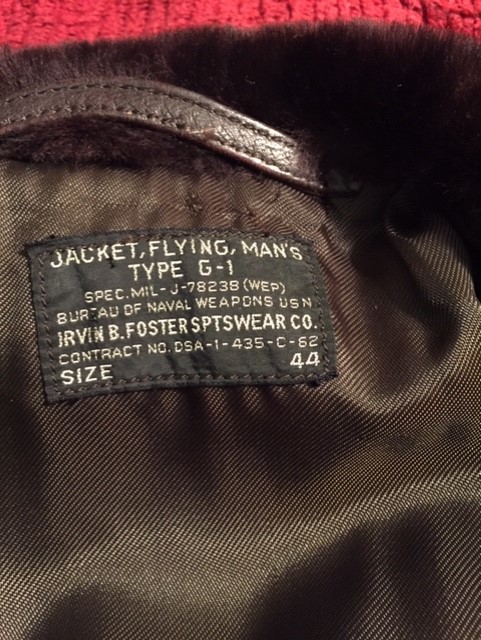 JACKET, FLYING, MAN'S
TYPE G-1
SPEC. MIL-J-7823B (WEP)
BUREAU OF NAVAL WEAPONS USN
IRVIN B. FOSTER SPTSWEAR CO.
CONTRACT NO. DSA-1-435-C-62
SIZE 44